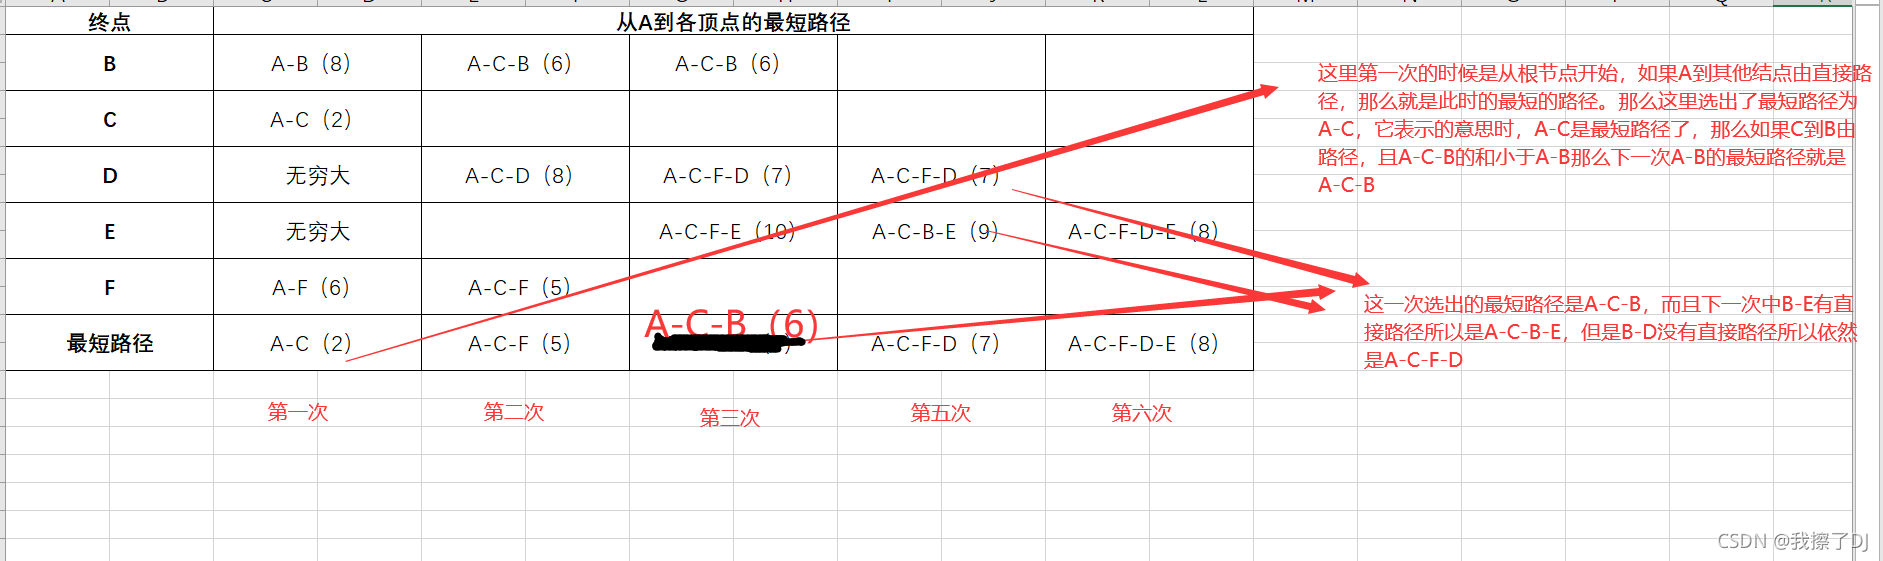 终点 从A到各顶点的最短路径
B A-B（8） A-C-B（6） A-C-B（6）
C A-C（2）
D 无穷大 A-C-D（8） A-C-F-D（7） A-C-F-D（7）
E 无穷大 A-C-F-E（10） A-C-B-E（9） A-C-F-D-E（8）
F A-F（6） A-C-F（5）
最短路径 A-C（2） A-C-F（5） A-C-B（6） A-C-F-D（7） A-C-F-D-E（8）
第一次 第二次 第三次 第五次 第六次
这里第一次的时候是从根节点开始，如果A到其他结点由直接路
径，那么就是此时的最短的路径。那么这里选出了最短路径为
A-C，它表示的意思时，A-C是最短路径了，那么如果C到B由
路径，且A-C-B的和小于A-B那么下一次A-B的最短路径就是
A-C-B
这一次选出的最短路径是A-C-B，而且下一次中B-E有直
接路径所以是A-C-B-E，但是B-D没有直接路径所以依然
是A-C-F-D
CSDN @我擦了DJ